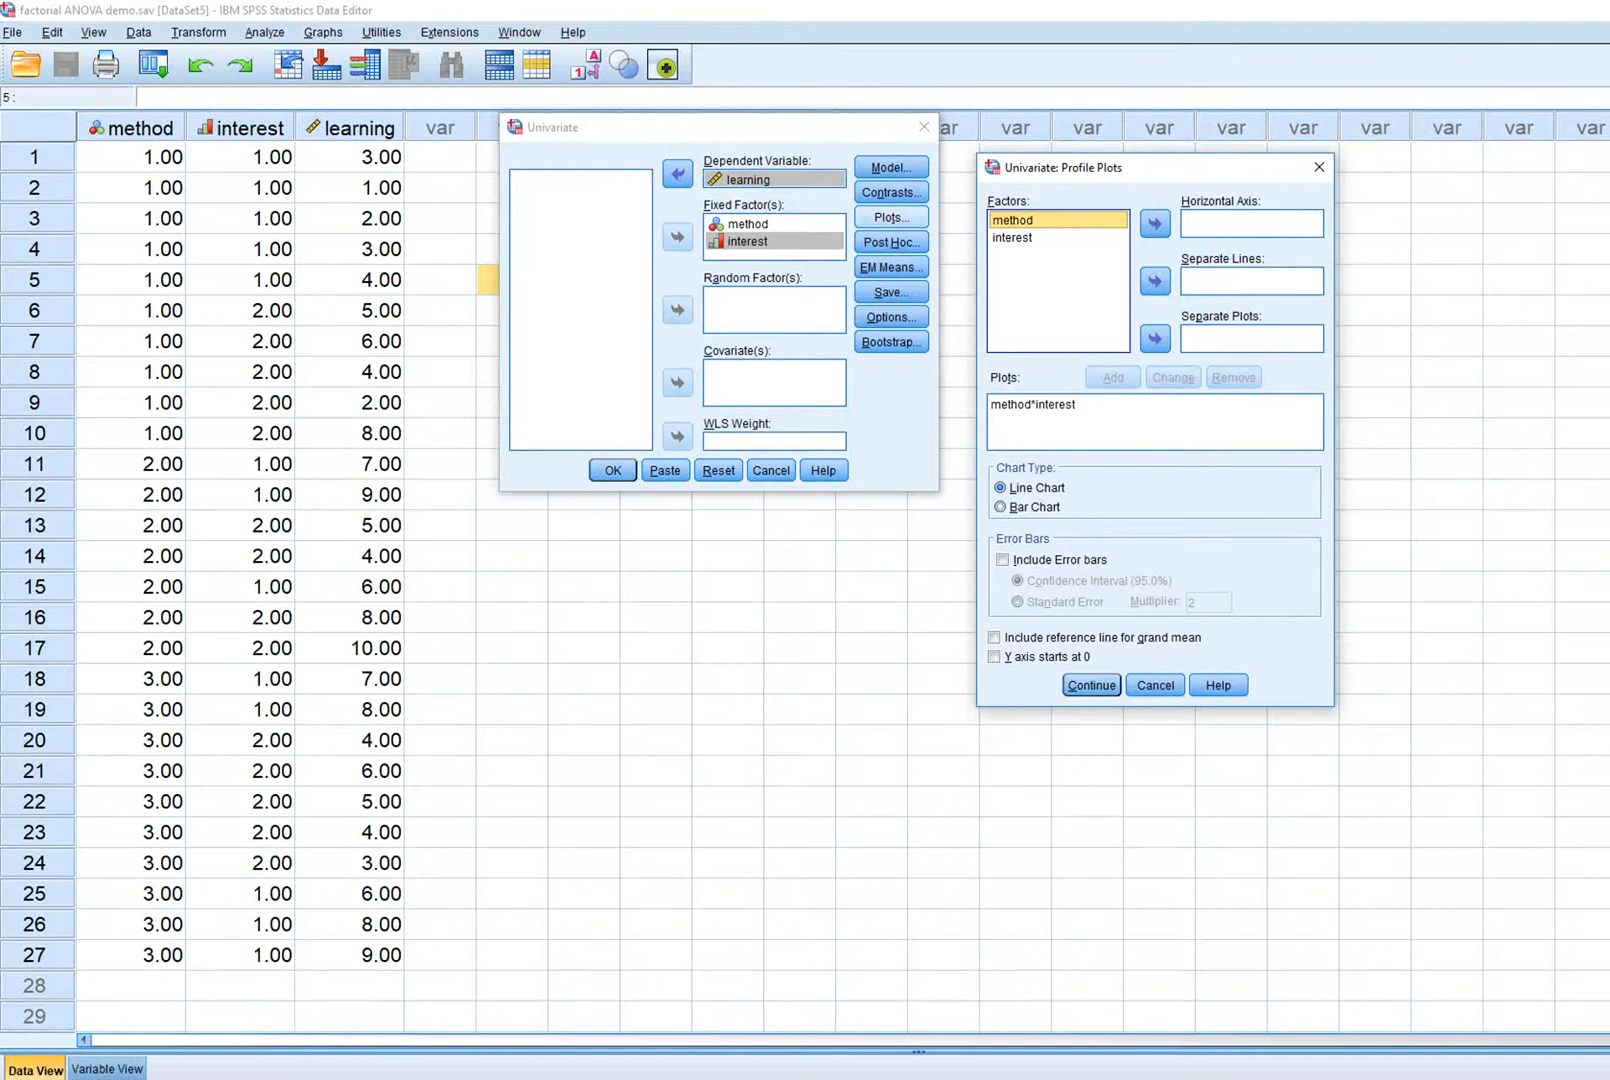 factorial ANOVA demo.sav [DataSet5] - IBM SPSS Statistics Data Editor
File Edit View Data Transform Analyze Graphs Utilities Extensions Window Help
5 :
method interest learning var ar var var var var var var var var var
1 1.00 1.00 3.00
2 1.00 1.00 1.00
3 1.00 1.00 2.00
4 1.00 1.00 3.00
5 1.00 1.00 4.00
6 1.00 2.00 5.00
7 1.00 2.00 6.00
8 1.00 2.00 4.00
9 1.00 2.00 2.00
10 1.00 2.00 8.00
11 2.00 1.00 7.00
12 2.00 1.00 9.00
13 2.00 2.00 5.00
14 2.00 2.00 4.00
15 2.00 1.00 6.00
16 2.00 2.00 8.00
17 2.00 2.00 10.00
18 3.00 1.00 7.00
19 3.00 1.00 8.00
20 3.00 2.00 4.00
21 3.00 2.00 6.00
22 3.00 2.00 5.00
23 3.00 2.00 4.00
24 3.00 2.00 3.00
25 3.00 1.00 6.00
26 3.00 1.00 8.00
27 3.00 1.00 9.00
28
29
Univariate
Dependent Variable:
learning
Fixed Factor(s):
method
interest
Random Factor(s):
Covariate(s):
WLS Weight:
Model...
Contrasts...
Plots...
Post Hoc...
EM Means...
Save...
Options...
Bootstrap...
OK Paste Reset Cancel Help
Univariate: Profile Plots
Factors:
method
interest
Horizontal Axis:
Separate Lines:
Separate Plots:
Plots: Add Change Remove
method*interest
Chart Type:
Line Chart
Bar Chart
Error Bars
Include Error bars
Confidence Interval (95.0%)
Standard Error Multiplier: 2
Include reference line for grand mean
Y axis starts at 0
Continue Cancel Help
Data View Variable View